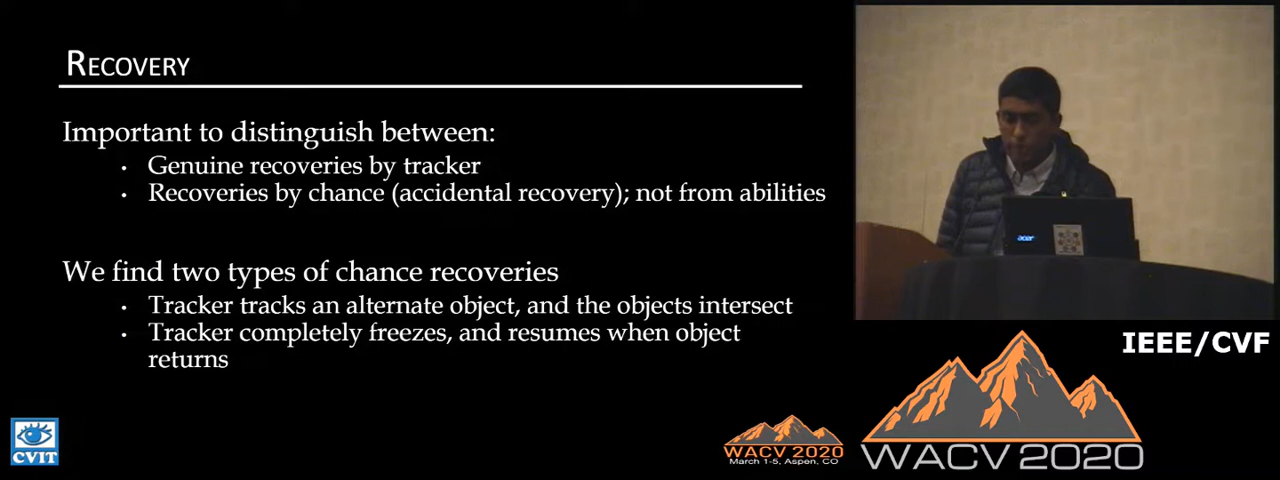 RECOVERY
Important to distinguish between:
• Genuine recoveries by tracker
• Recoveries by chance (accidental recovery); not from abilities
We find two types of chance recoveries
• Tracker tracks an alternate object, and the objects intersect
• Tracker completely freezes, and resumes when object
returns
CVIT
WACV 2020
March 1-5, Aspen, CO
acer
IEEE/CVF
WACV 2020